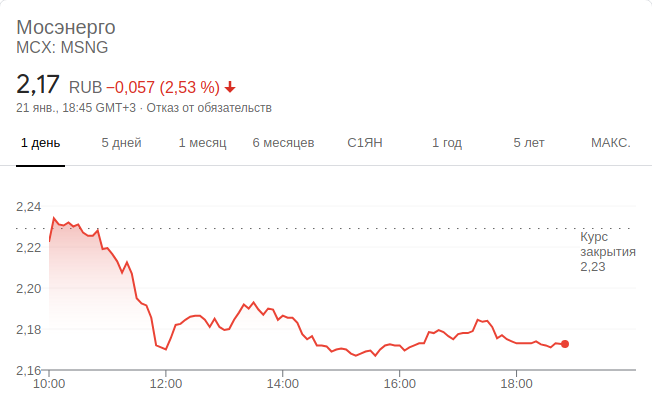 Мосэнерго
MCX: MSNG
2,17 RUB −0,057 (2,53 %)
21 янв., 18:45 GMT+3 · Отказ от обязательств
1 день 5 дней 1 месяц 6 месяцев С1ЯН 1 год 5 лет МАКС.
2,24
Курс
2,22
закрытия
2,23
2,20
2,18
2,16
10:00 12:00 14:00 16:00 18:00